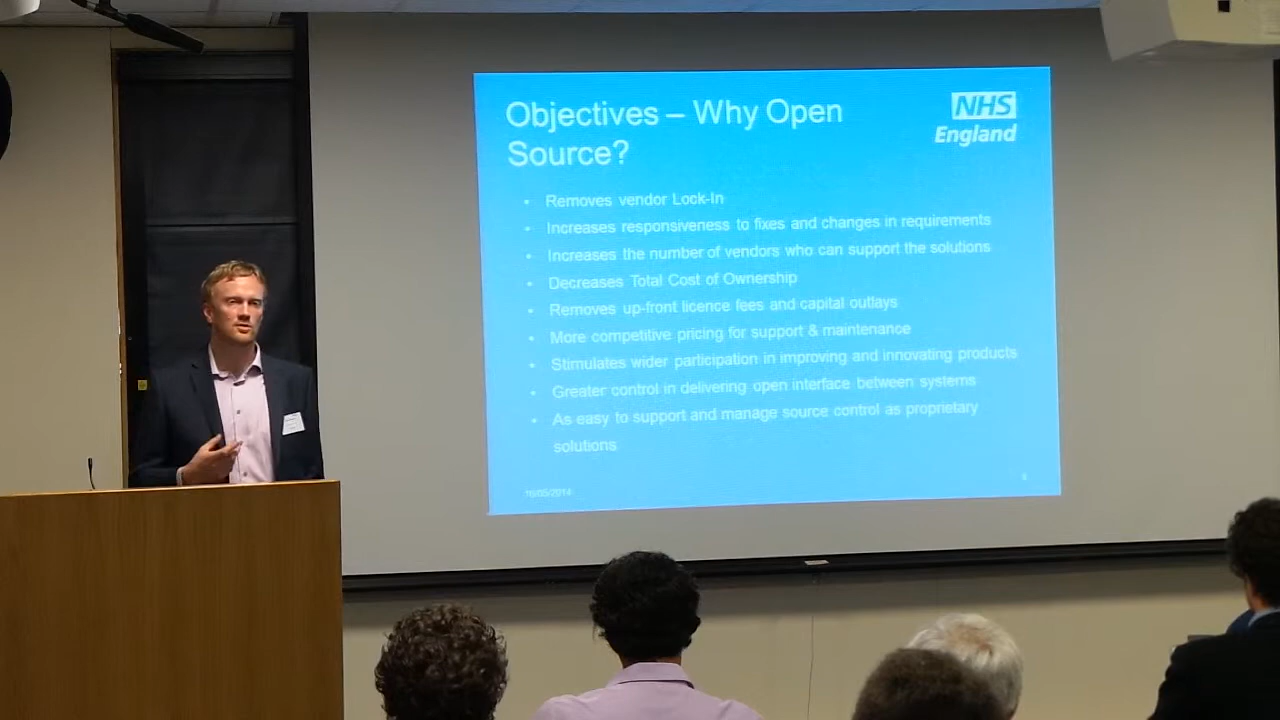 Objectives – Why Open
Source?
NHS
England
• Removes vendor Lock-In
• Increases responsiveness to fixes and changes in requirements
• Increases the number of vendors who can support the solutions
• Decreases Total Cost of Ownership
• Removes up-front licence fees and capital outlays
• More competitive pricing for support & maintenance
• Stimulates wider participation in improving and innovating products
• Greater control in delivering open interface between systems
• As easy to support and manage source control as proprietary
solutions
16/05/2014